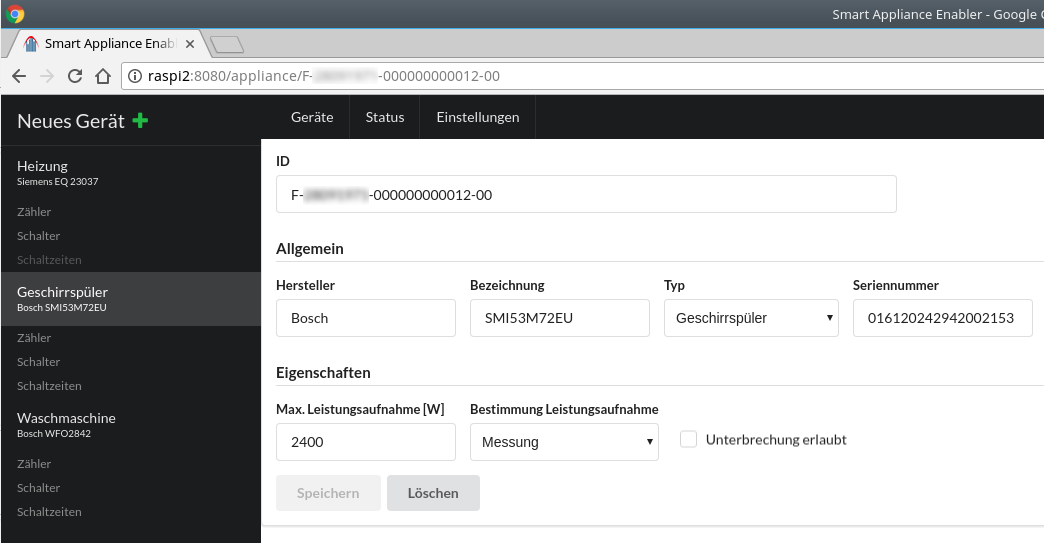 Smart Appliance Enabler - Google
Smart Appliance Enabl
raspi2:8080/appliance/F- -000000000012-00
Neues Gerät
Geräte Status Einstellungen
Heizung
Siemens EQ 23037
Zähler
Schalter
Schaltzeiten
Geschirrspüler
Bosch SMI53M72EU
Zähler
Schalter
Schaltzeiten
Waschmaschine
Bosch WFO2842
Zähler
Schalter
Schaltzeiten
ID
F- -000000000012-00
Allgemein
Hersteller Bezeichnung Typ Seriennummer
Bosch SMI53M72EU Geschirrspüler 016120242942002153
Eigenschaften
Max. Leistungsaufnahme [W] Bestimmung Leistungsaufnahme
2400 Messung Unterbrechung erlaubt
Speichern Löschen